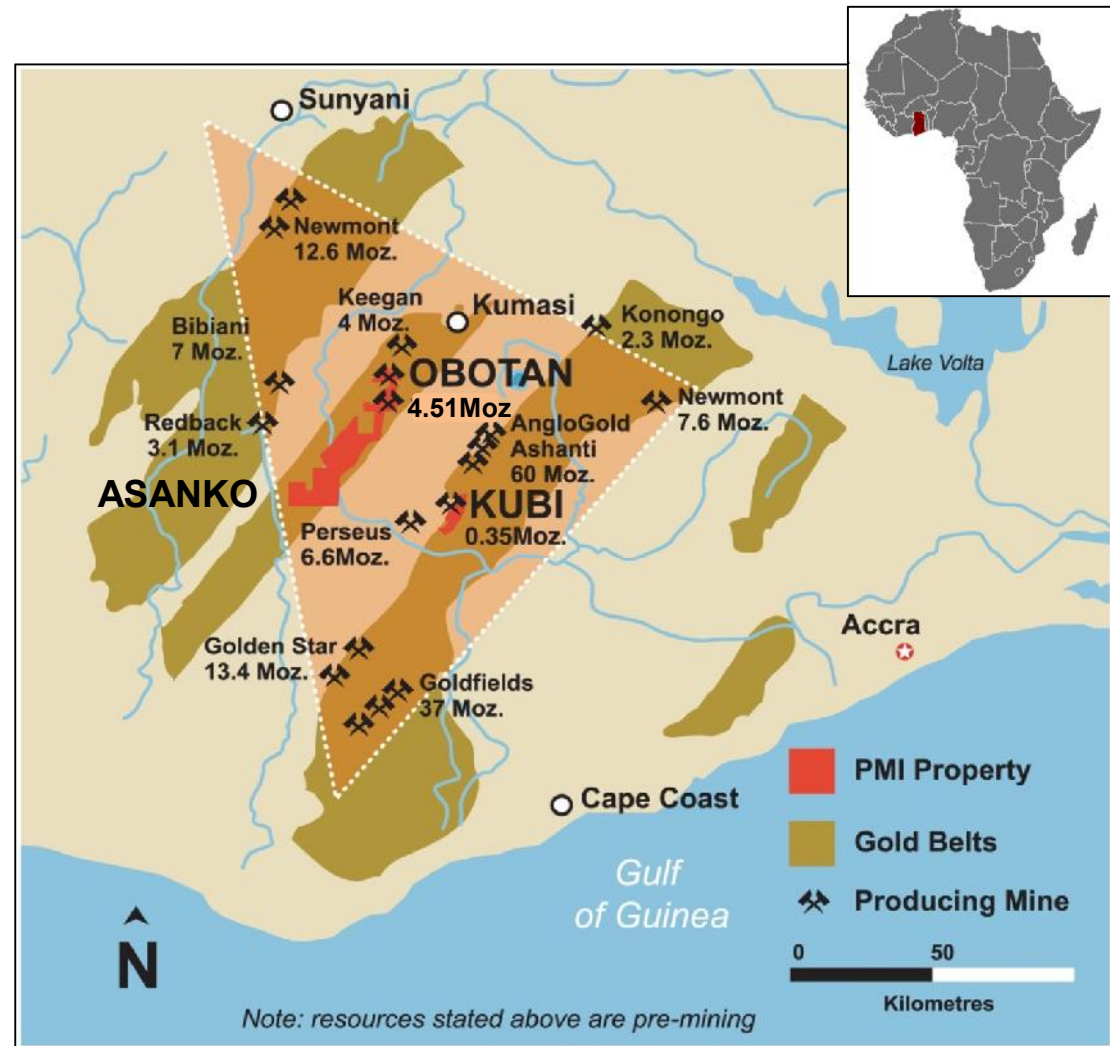 Sunyani
Newmont
12.6 Moz.
Keegan
4 Moz.
Kumasi
Konongo
2.3 Moz.
Bibiani
7 Moz.
Lake Volta
OBOTAN
4.51Moz
Newmont
7.6 Moz.
Redback
3.1 Moz.
AngloGold
Ashanti
60 Moz.
ASANKO
KUBI
0.35Moz.
Perseus
6.6Moz.
Accra
Golden Star
13.4 Moz.
Goldfields
37 Moz.
Cape Coast
PMI Property
Gold Belts
Producing Mine
Gulf
of Guinea
0 50
Kilometres
N
Note: resources stated above are pre-mining